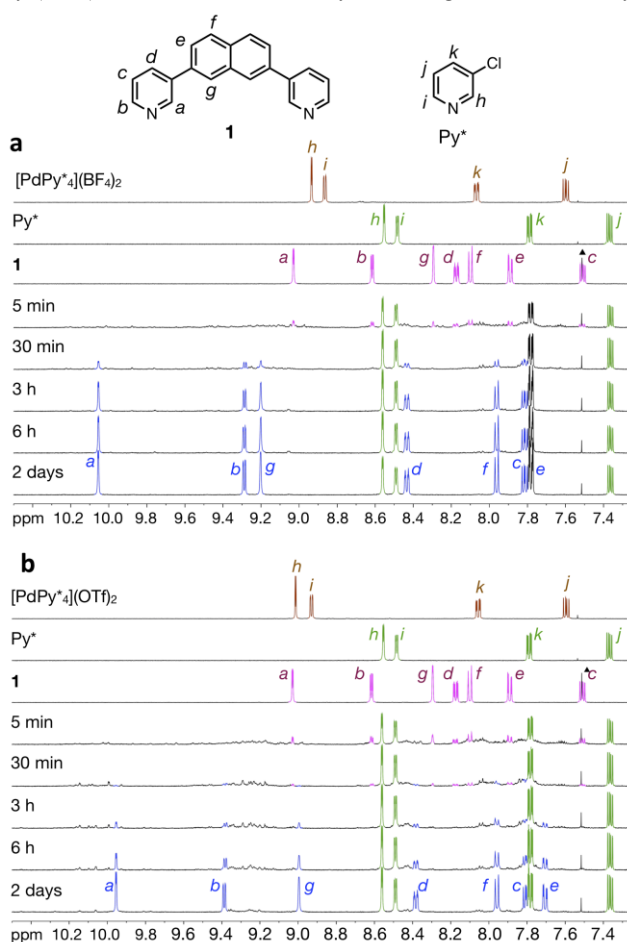 f
e
d
c
g
b
a
N
N
1
k
j
Cl
i
h
N
Py*
a
h
i
k
j
[PdPy*4](BF4)2
Py*
h
i
k
j
1
a
b
g
d
f
e
▲
c
5 min
30 min
3 h
6 h
2 days
a
b
g
d
f
c
e
ppm 10.2 10.0 9.8 9.6 9.4 9.2 9.0 8.8 8.6 8.4 8.2 8.0 7.8 7.6 7.4
b
h
i
k
j
[PdPy*4](OTf)2
Py*
h
i
k
j
1
a
b
g
d
f
e
▲
c
5 min
30 min
3 h
6 h
2 days
a
b
g
d
f
c
e
ppm 10.2 10.0 9.8 9.6 9.4 9.2 9.0 8.8 8.6 8.4 8.2 8.0 7.8 7.6 7.4